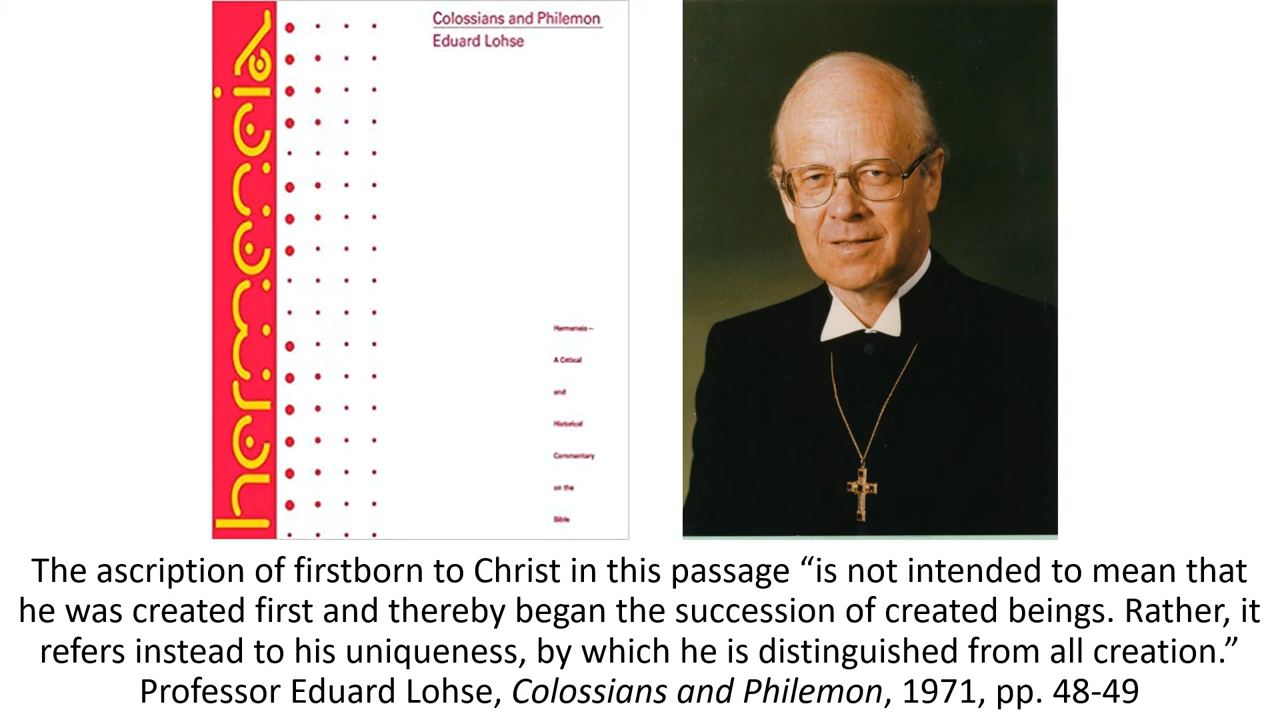 hermeneia
Colossians and Philemon
Eduard Lohse
Hermeneia—
A Critical
and
Historical
Commentary
on the
Bible
The ascription of firstborn to Christ in this passage “is not intended to mean that
he was created first and thereby began the succession of created beings. Rather, it
refers instead to his uniqueness, by which he is distinguished from all creation.”
Professor Eduard Lohse, Colossians and Philemon, 1971, pp. 48-49